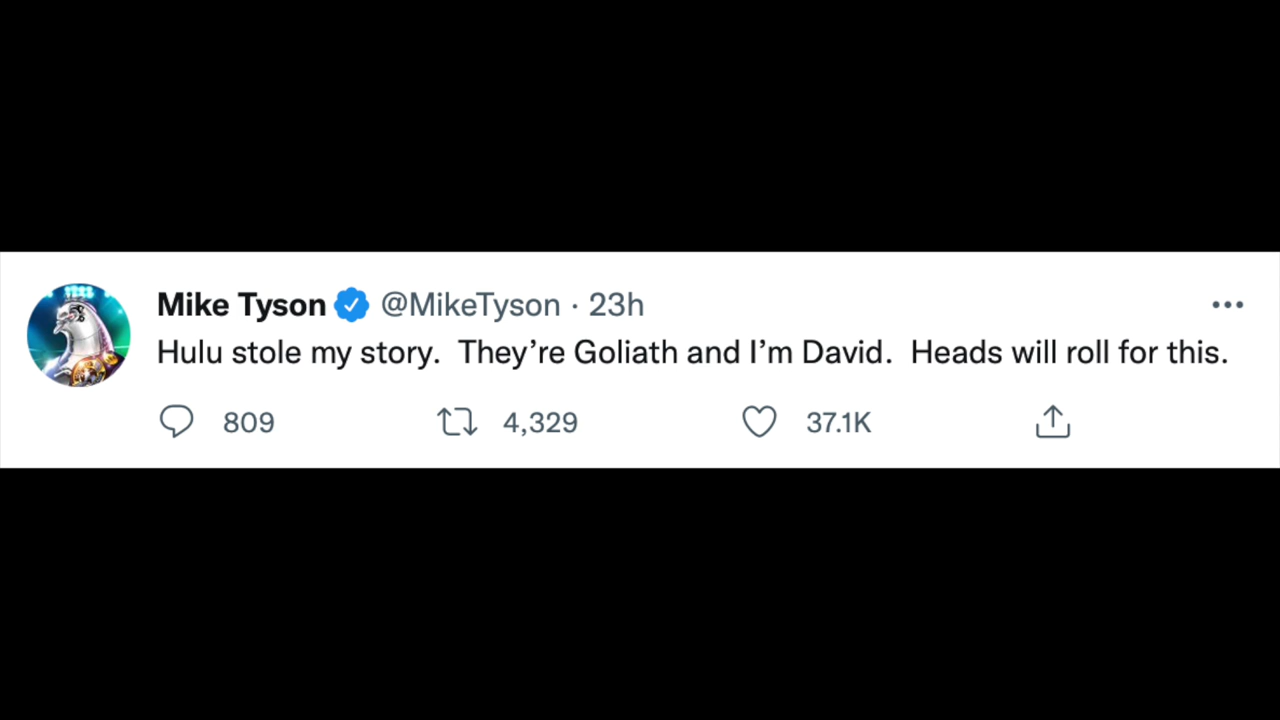 Mike Tyson @MikeTyson · 23h
Hulu stole my story.  They’re Goliath and I’m David.  Heads will roll for this.
809 4,329 37.1K